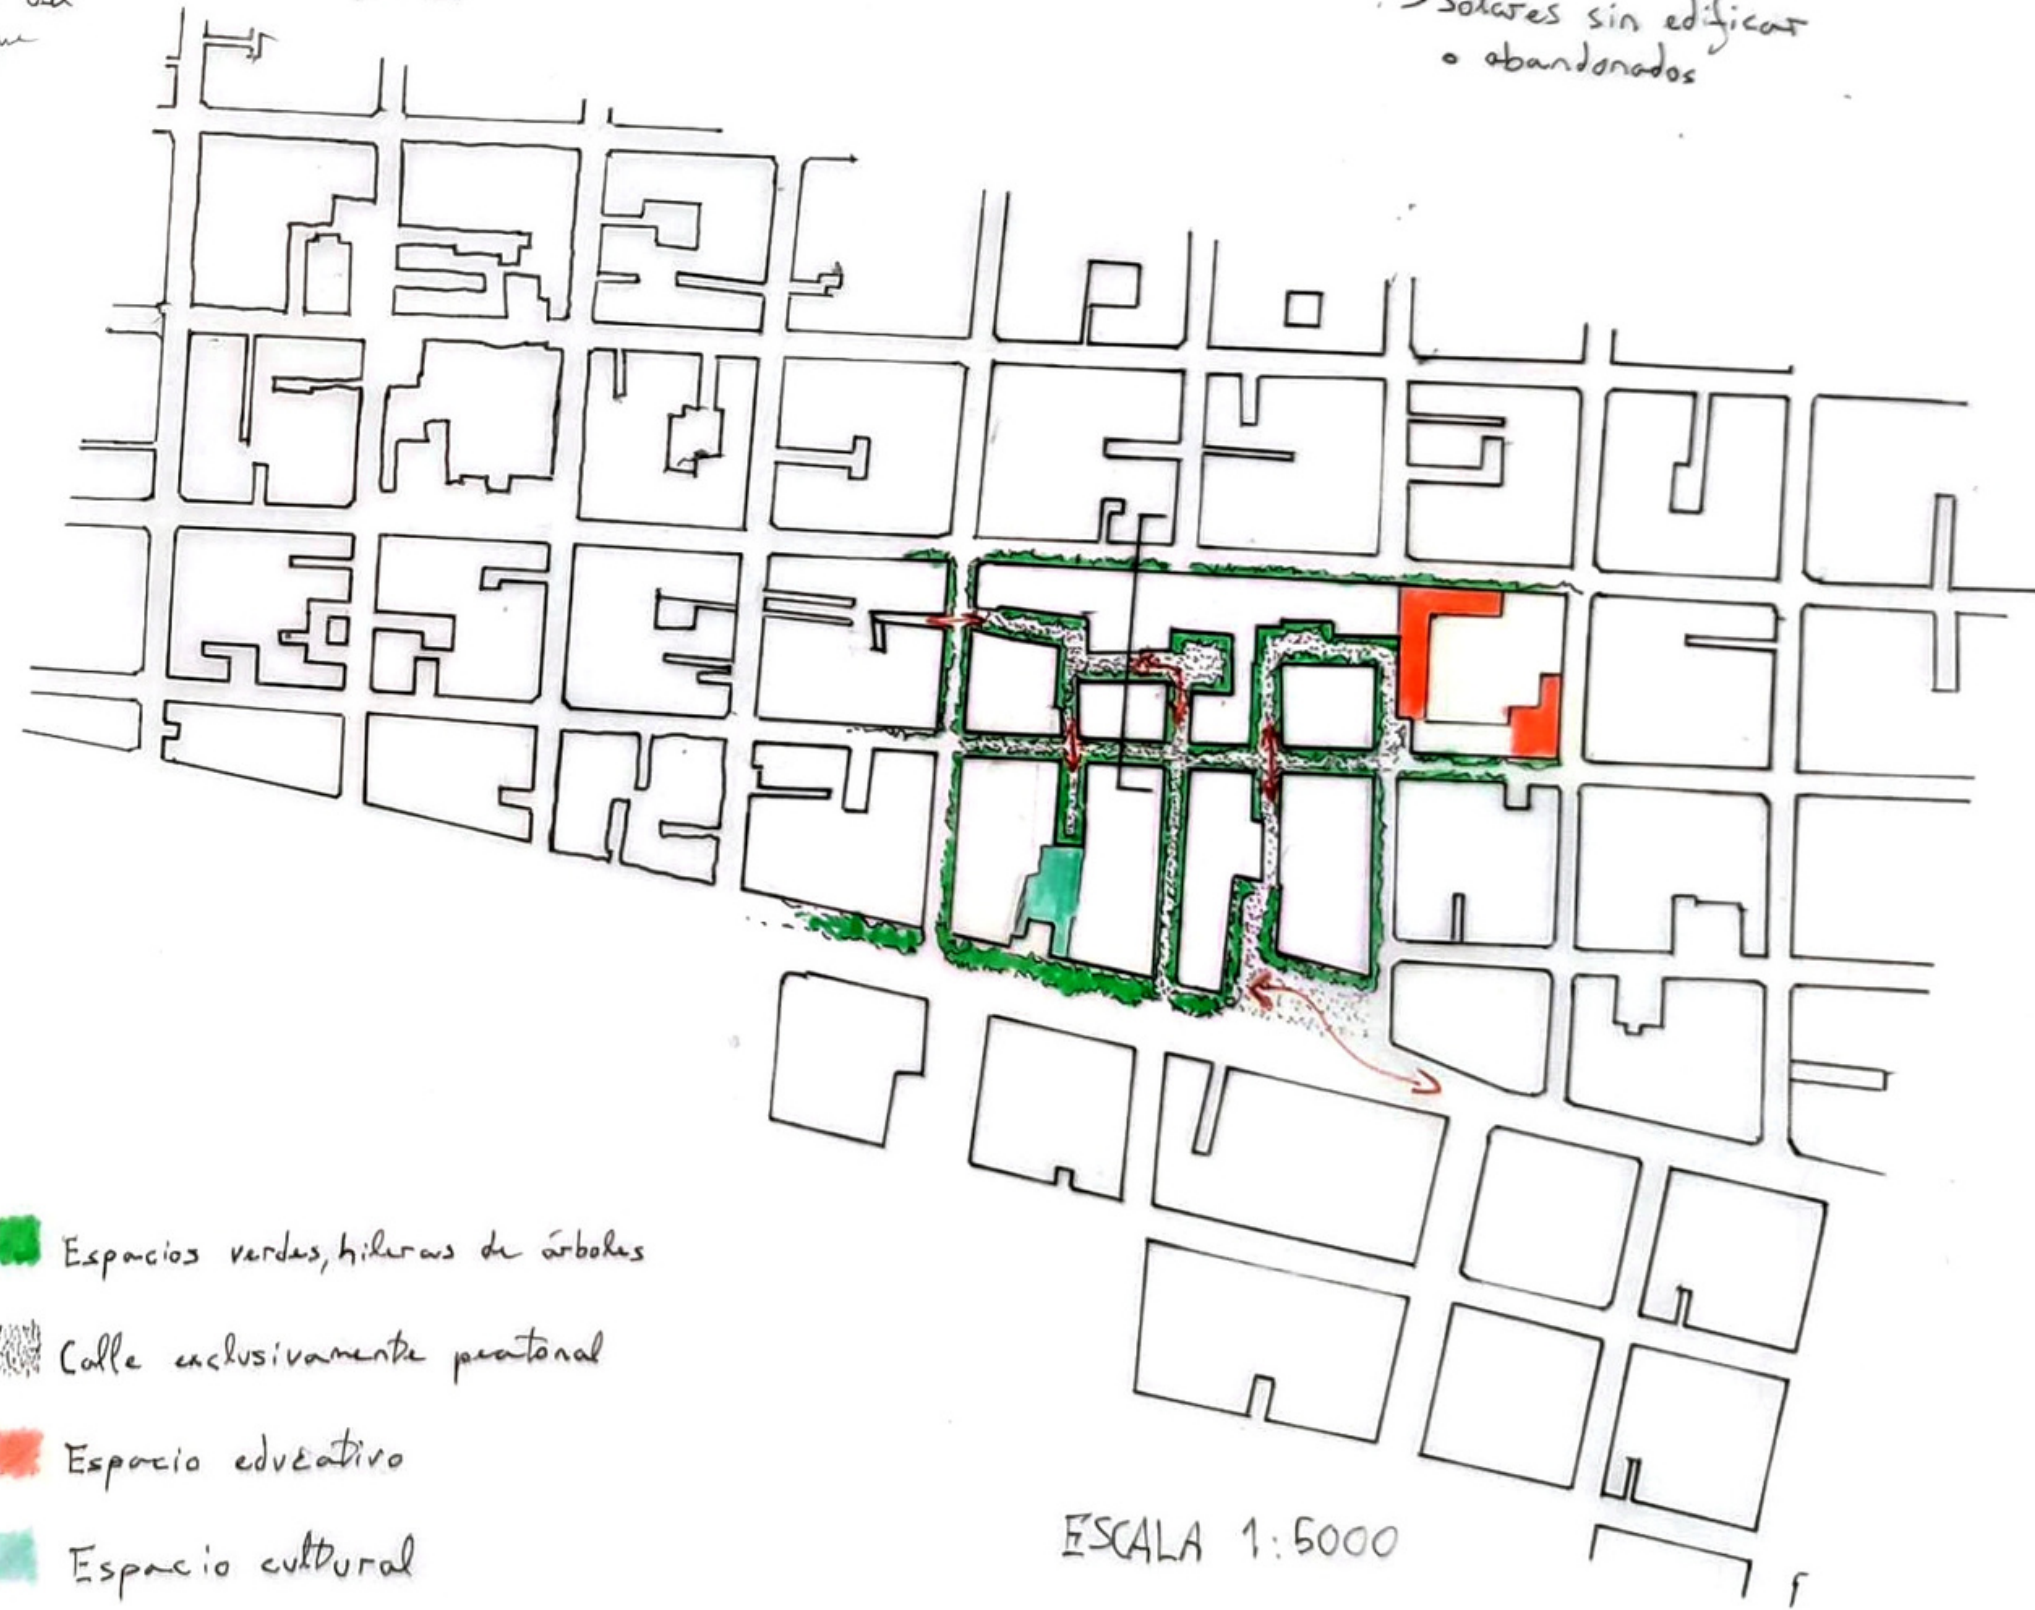 solares sin edificar
o abandonados
Espacios verdes, hileras de árboles
Calle exclusivamente peatonal
Espacio educativo
Espacio cultural
ESCALA 1:5000